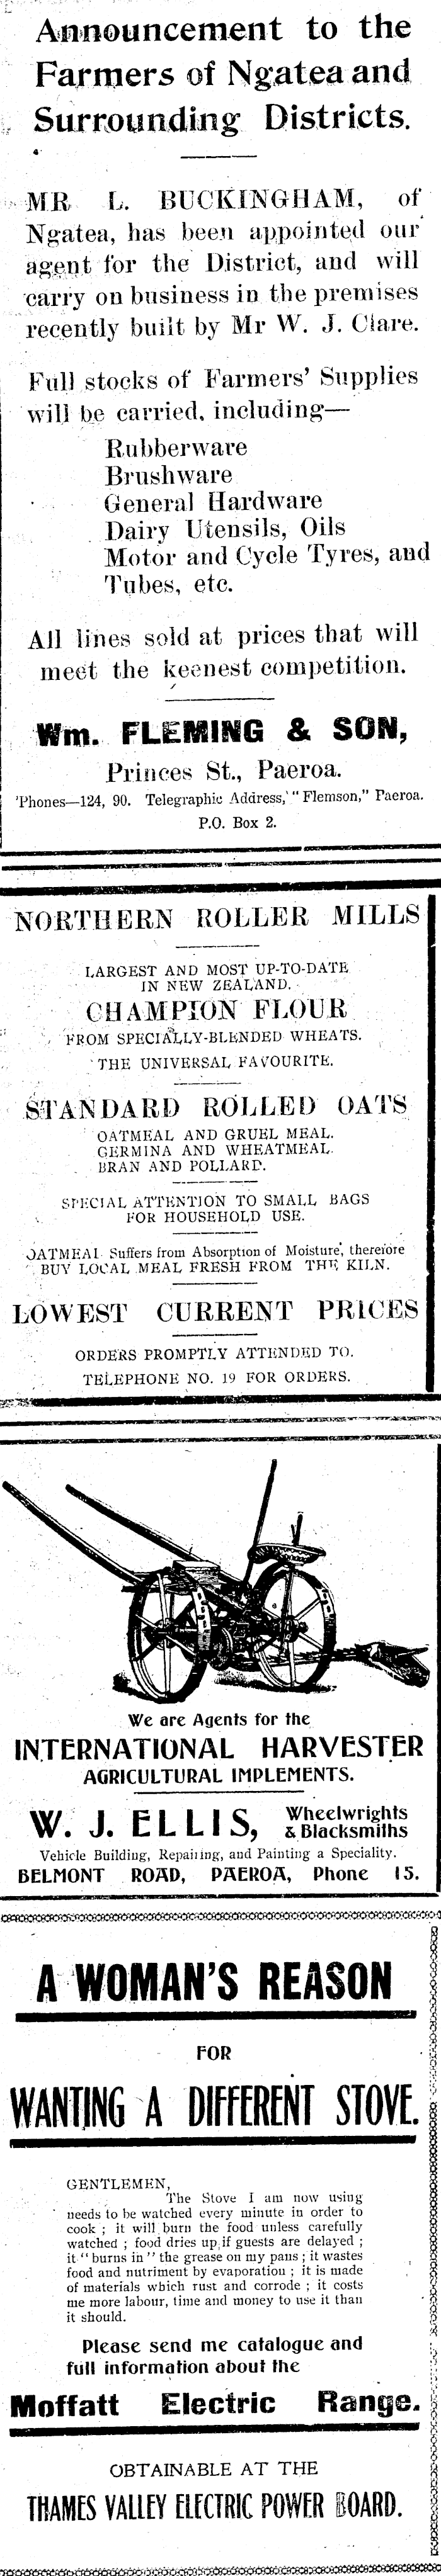 Announcement to the
Farmers of Ngatea and
Surrounding Districts.
MR L. BUCKINGHAM, of
Ngatea, has been appointed our
agent for the District, and will
carry on business in the premises
recently built by Mr W. J. Clare.
Full stocks of Farmers' Supplies
will be carried, including—
Rubberware
Brushware
General Hardware
Dairy Utensils, Oils
Motor and Cycle Tyres, and
Tubes, etc.
All lines sold at prices that will
meet the keenest competition.
Wm. FLEMING & SON,
Princes St., Paeroa.
'Phones—124, 90. Telegraphic Address, "Flemson," Paeroa.
P.O. Box 2.
NORTHERN ROLLER MILLS
LARGEST AND MOST UP-TO-DATE
IN NEW ZEALAND.
CHAMPION FLOUR
FROM SPECIALLY-BLENDED WHEATS.
THE UNIVERSAL FAVOURITE.
STANDARD ROLLED OATS
OATMEAL AND GRUEL MEAL.
GERMINA AND WHEATMEAL.
BRAN AND POLLARD.
SPECIAL ATTENTION TO SMALL BAGS
FOR HOUSEHOLD USE.
OATMEAL Suffers from Absorption of Moisture, therefore
BUY LOCAL MEAL FRESH FROM THE KILN.
LOWEST CURRENT PRICES
ORDERS PROMPTLY ATTENDED TO.
TELEPHONE NO. 19 FOR ORDERS.
We are Agents for the
INTERNATIONAL HARVESTER
AGRICULTURAL IMPLEMENTS.
W. J. ELLIS, Wheelwrights & Blacksmiths
Vehicle Building, Repairing, and Painting a Speciality.
BELMONT ROAD, PAEROA, Phone 15.
A WOMAN'S REASON
FOR
WANTING A DIFFERENT STOVE.
GENTLEMEN,
The Stove I am now using
needs to be watched every minute in order to
cook ; it will burn the food unless carefully
watched ; food dries up if guests are delayed ;
it "burns in" the grease on my pans ; it wastes
food and nutriment by evaporation ; it is made
of materials which rust and corrode ; it costs
me more labour, time and money to use it than
it should.
Please send me catalogue and
full information about the
Moffatt Electric Range.
OBTAINABLE AT THE
THAMES VALLEY ELECTRIC POWER BOARD.